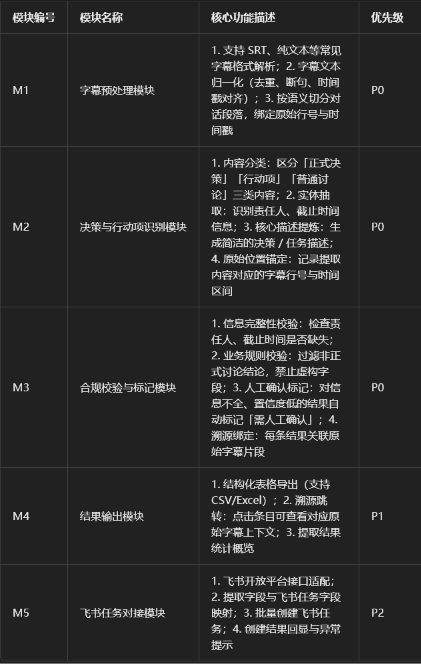 模块编号 模块名称 核心功能描述 优先级
M1 字幕预处理模块 P0
1. 支持 SRT、纯文本等常见
字幕格式解析；2. 字幕文本
归一化（去重、断句、时间
戳对齐）；3. 按语义切分对
话段落，绑定原始行号与时
间戳
M2 决策与行动项识别模块 P0
1. 内容分类：区分「正式决
策」「行动项」「普通讨
论」三类内容；2. 实体抽
取：识别责任人、截止时间
信息；3. 核心描述提炼：生
成简洁的决策 / 任务描述；
4. 原始位置锚定：记录提取
内容对应的字幕行号与时间
区间
M3 合规校验与标记模块 P0
1. 信息完整性校验：检查责
任人、截止时间是否缺失；
2. 业务规则校验：过滤非正
式讨论结论，禁止虚构字
段；3. 人工确认标记：对信
息不全、置信度低的结果自
动标记「需人工确认」；4.
溯源绑定：每条结果关联原
始字幕片段
M4 结果输出模块 P1
1. 结构化表格导出（支持
CSV/Excel）；2. 溯源跳
转：点击条目可查看对应原
始字幕上下文；3. 提取结果
统计概览
M5 飞书任务对接模块 P2
1. 飞书开放平台接口适配；
2. 提取字段与飞书任务字段
映射；3. 批量创建飞书任
务；4. 创建结果回显与异常
提示